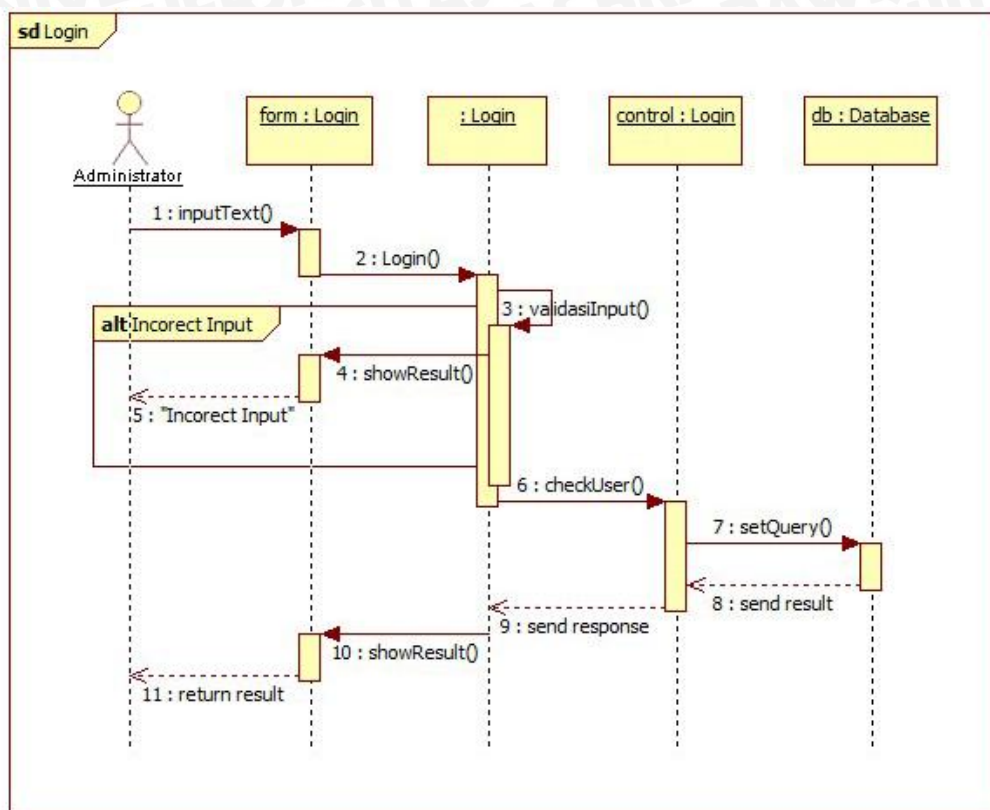 sd Login
form : Login
: Login
control : Login
db : Database
Administrator
1 : inputText()
2 : Login()
3 : validasiInput()
alt Incorect Input
4 : showResult()
5 : "Incorect Input"
6 : checkUser()
7 : setQuery()
8 : send result
9 : send response
10 : showResult()
11 : return result